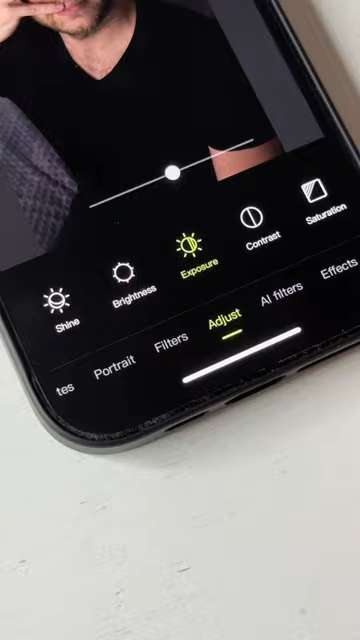 Shine
Brightness
Exposure
Contrast
Saturation
tes
Portrait
Filters
Adjust
AI filters
Effects